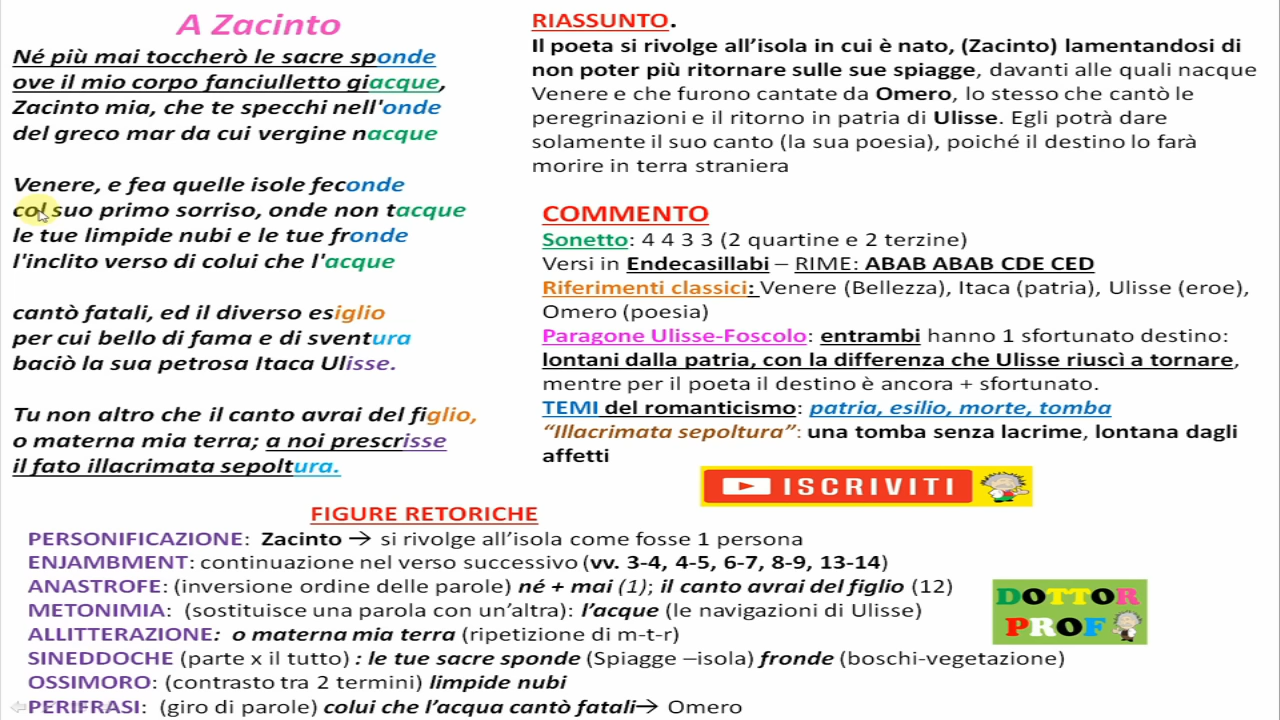 A Zacinto
Né più mai toccherò le sacre sponde
ove il mio corpo fanciulletto giacque,
Zacinto mia, che te specchi nell'onde
del greco mar da cui vergine nacque
Venere, e fea quelle isole feconde
col suo primo sorriso, onde non tacque
le tue limpide nubi e le tue fronde
l'inclito verso di colui che l'acque
cantò fatali, ed il diverso esiglio
per cui bello di fama e di sventura
baciò la sua petrosa Itaca Ulisse.
Tu non altro che il canto avrai del figlio,
o materna mia terra; a noi prescrisse
il fato illacrimata sepoltura.
RIASSUNTO.
Il poeta si rivolge all'isola in cui è nato, (Zacinto) lamentandosi di
non poter più ritornare sulle sue spiagge, davanti alle quali nacque
Venere e che furono cantate da Omero, lo stesso che cantò le
peregrinazioni e il ritorno in patria di Ulisse. Egli potrà dare
solamente il suo canto (la sua poesia), poiché il destino lo farà
morire in terra straniera
COMMENTO
Sonetto: 4 4 3 3 (2 quartine e 2 terzine)
Versi in Endecasillabi – RIME: ABAB ABAB CDE CED
Riferimenti classici: Venere (Bellezza), Itaca (patria), Ulisse (eroe),
Omero (poesia)
Paragone Ulisse-Foscolo: entrambi hanno 1 sfortunato destino:
lontani dalla patria, con la differenza che Ulisse riuscì a tornare,
mentre per il poeta il destino è ancora + sfortunato.
TEMI del romanticismo: patria, esilio, morte, tomba
“Illacrimata sepoltura”: una tomba senza lacrime, lontana dagli
affetti
ISCRIVITI
FIGURE RETORICHE
PERSONIFICAZIONE: Zacinto → si rivolge all'isola come fosse 1 persona
ENJAMBMENT: continuazione nel verso successivo (vv. 3-4, 4-5, 6-7, 8-9, 13-14)
ANASTROFE: (inversione ordine delle parole) né + mai (1); il canto avrai del figlio (12)
METONIMIA: (sostituisce una parola con un'altra): l'acque (le navigazioni di Ulisse)
ALLITTERAZIONE: o materna mia terra (ripetizione di m-t-r)
SINEDDOCHE (parte x il tutto) : le tue sacre sponde (Spiagge –isola) fronde (boschi-vegetazione)
OSSIMORO: (contrasto tra 2 termini) limpide nubi
PERIFRASI: (giro di parole) colui che l'acqua cantò fatali→ Omero
DOTTOR
PROF